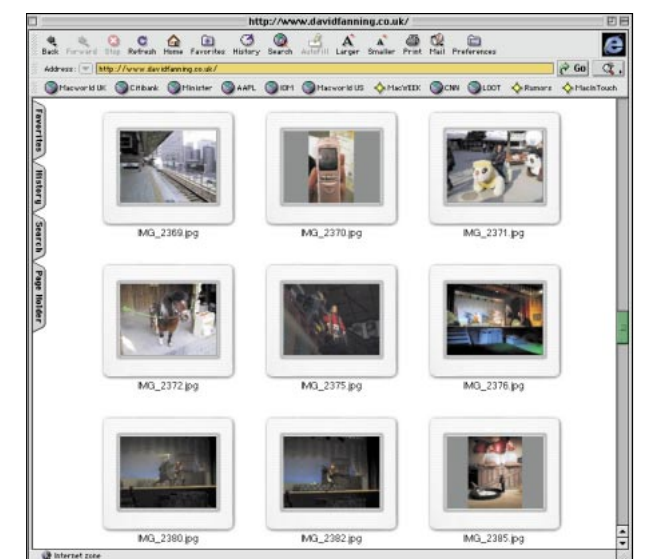 http://www.davidfanning.co.uk/
Back Forward Stop Refresh Home Favorites History Search AutoFill Larger Smaller Print Mail Preferences
Address: http://www.davidfanning.co.uk/ Go
Macworld UK Citibank Minister AAPL IOM Macworld US MacWEEK CNN LOOT Rumors MacInTouch
Favorites
History
Search
Page Holder
IMG_2369.jpg IMG_2370.jpg IMG_2371.jpg
IMG_2372.jpg IMG_2375.jpg IMG_2376.jpg
IMG_2380.jpg IMG_2382.jpg IMG_2385.jpg
Internet zone